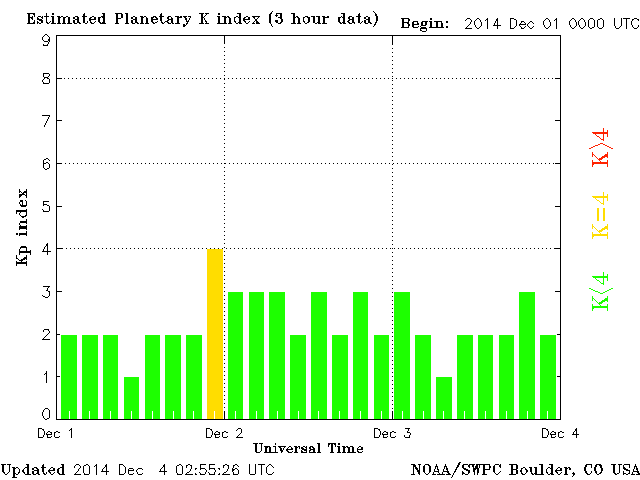 Estimated Planetary K index (3 hour data) Begin: 2014 Dec 01 0000 UTC
9
8
7
6
5
4
3
2
1
0
Kp index
K>4
K=4
K<4
Dec 1 Dec 2 Dec 3 Dec 4
Universal Time
Updated 2014 Dec 4 02:55:26 UTC NOAA/SWPC Boulder, CO USA